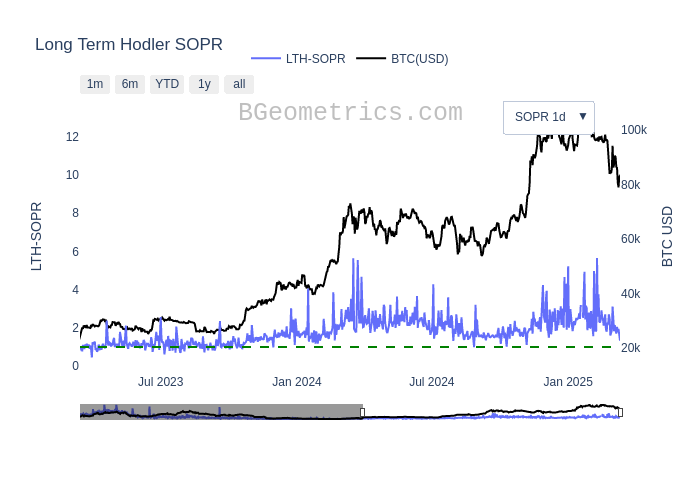 Long Term Hodler SOPR
LTH-SOPR BTC(USD)
1m 6m YTD 1y all
BGeometrics.com
SOPR 1d ▼
12
10
8
6
4
2
0
LTH-SOPR
100k
80k
60k
40k
20k
BTC USD
Jul 2023 Jan 2024 Jul 2024 Jan 2025